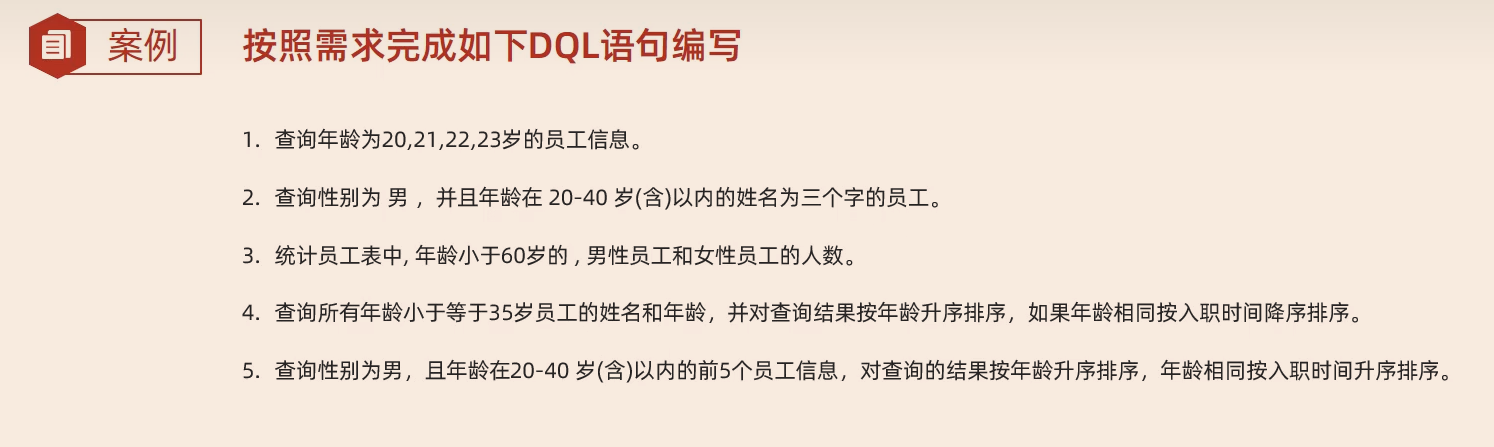 案例
按照需求完成如下DQL语句编写
1. 查询年龄为20,21,22,23岁的员工信息。
2. 查询性别为 男 ，并且年龄在 20-40 岁(含)以内的姓名为三个字的员工。
3. 统计员工表中, 年龄小于60岁的 , 男性员工和女性员工的人数。
4. 查询所有年龄小于等于35岁员工的姓名和年龄，并对查询结果按年龄升序排序，如果年龄相同按入职时间降序排序。
5. 查询性别为男，且年龄在20-40 岁(含)以内的前5个员工信息，对查询的结果按年龄升序排序，年龄相同按入职时间升序排序。